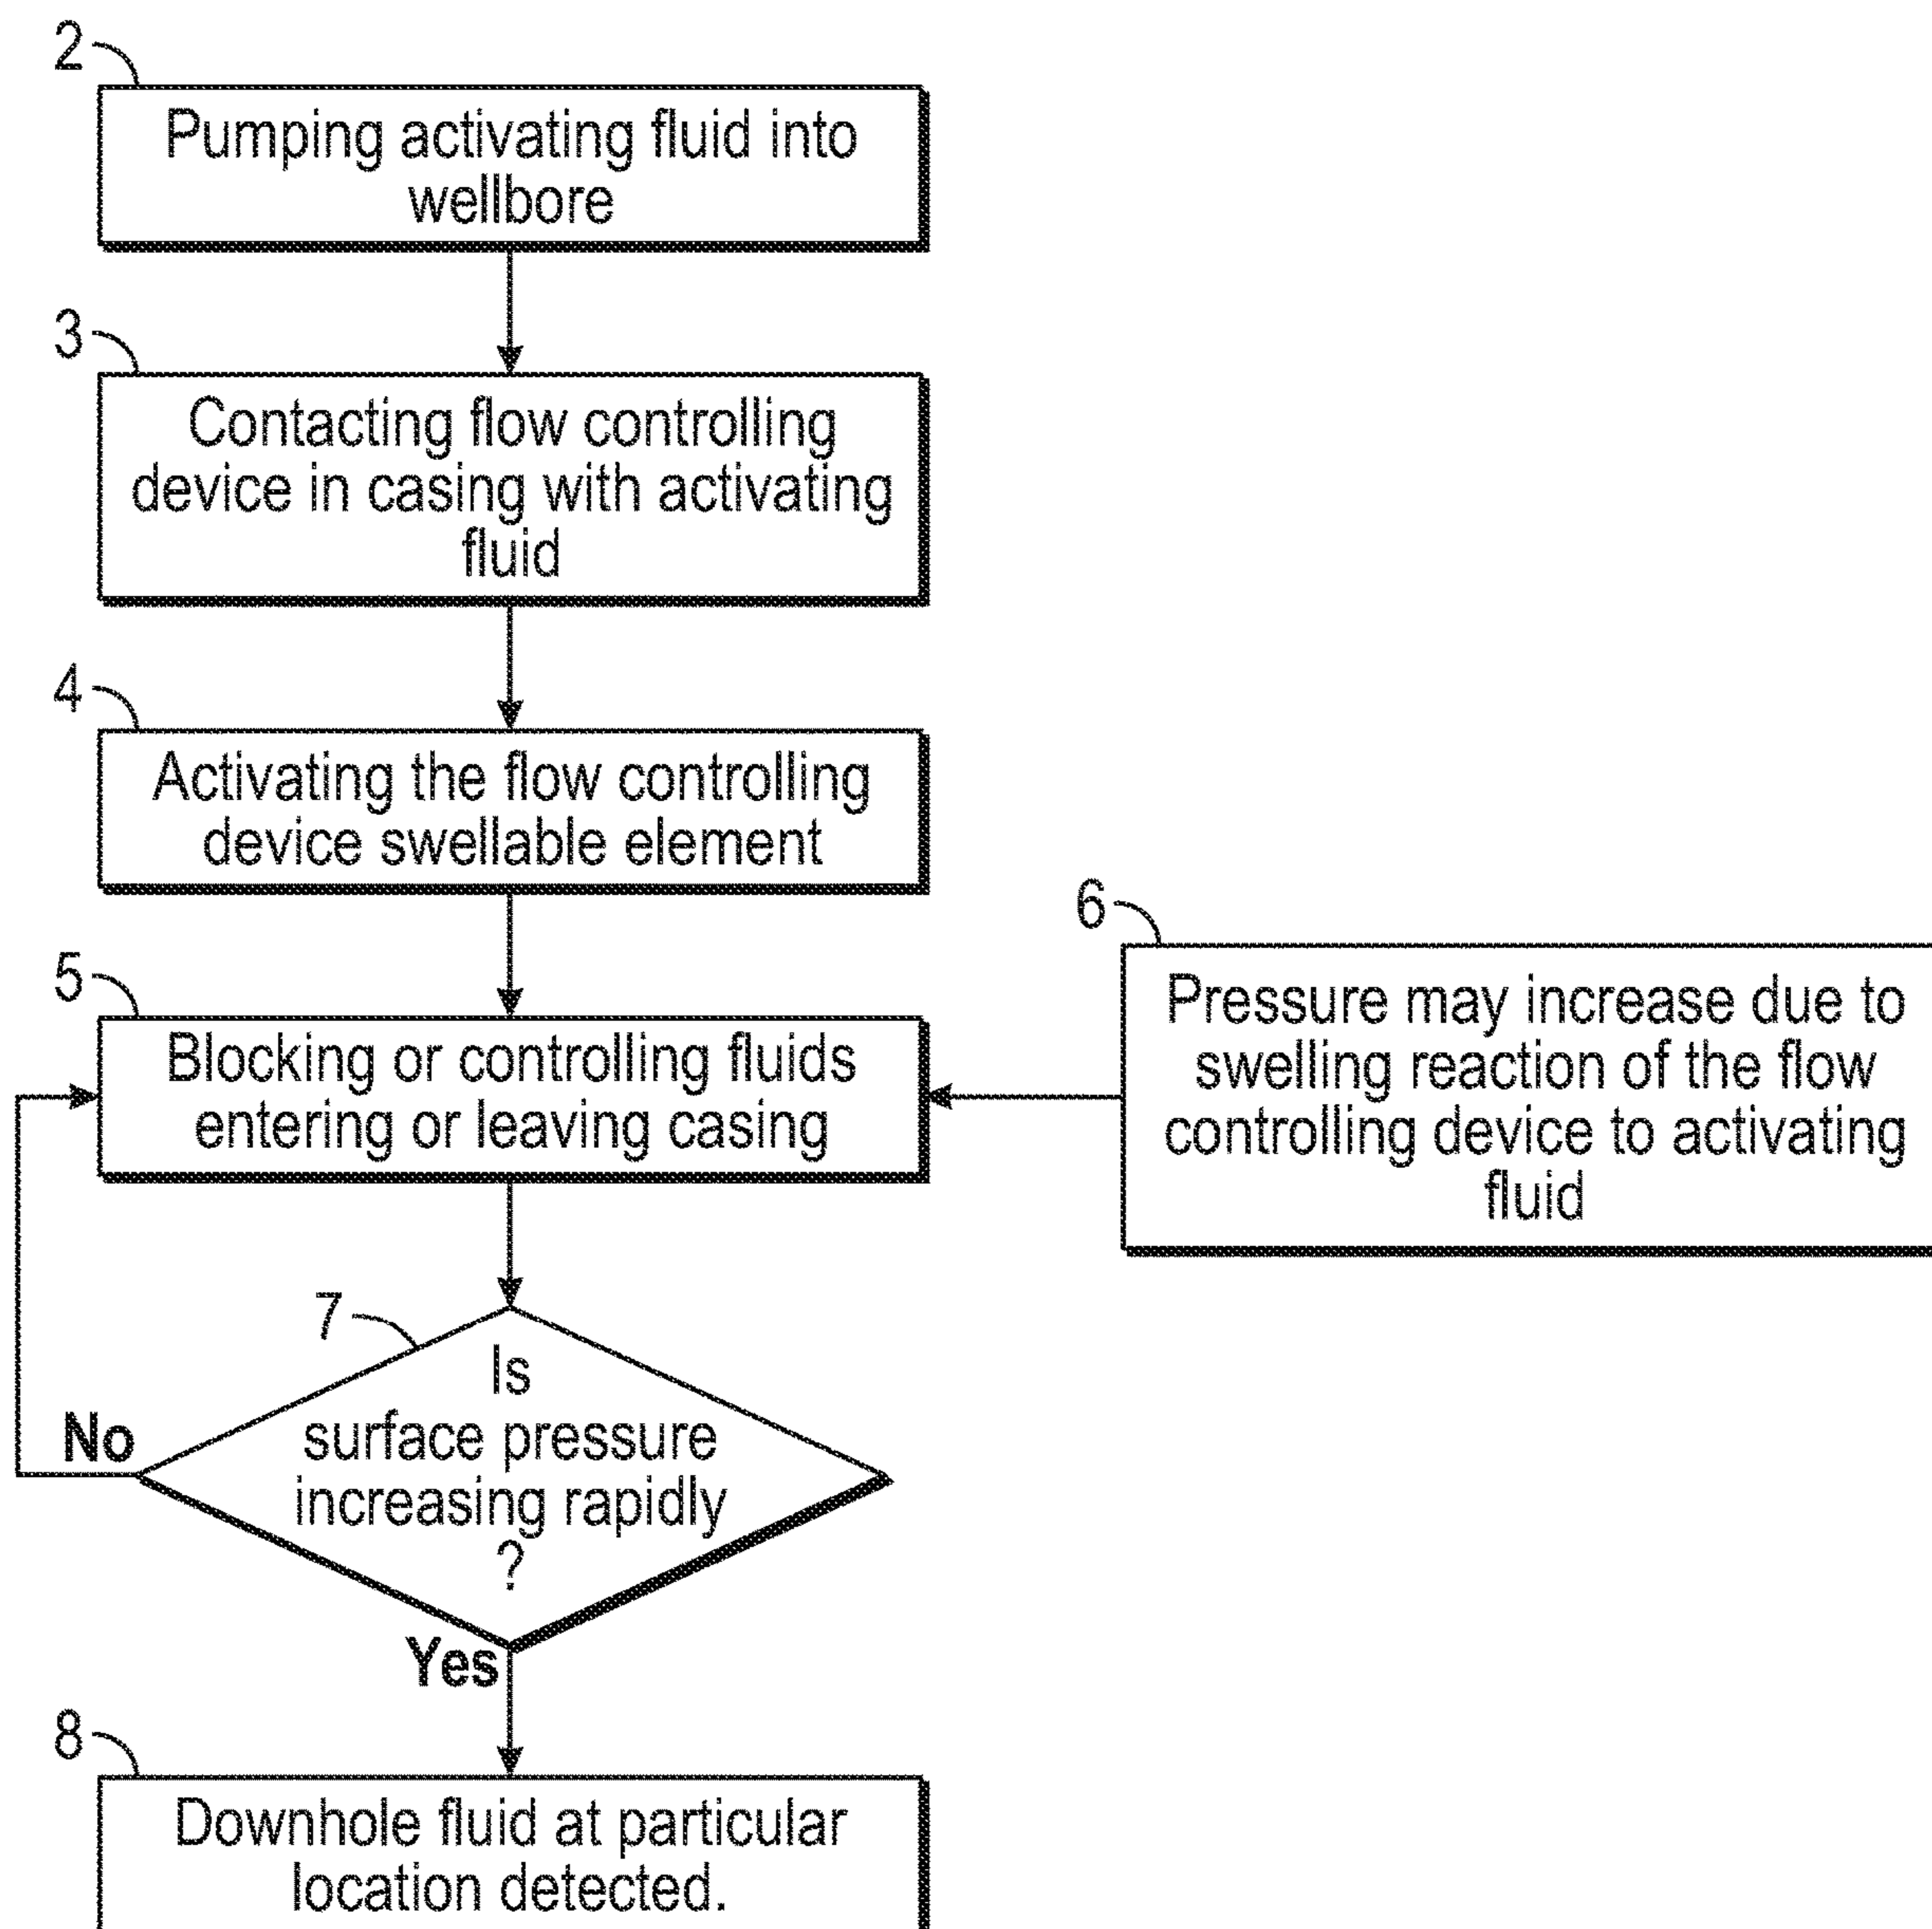 2
Pumping activating fluid into
wellbore
3
Contacting flow controlling
device in casing with activating
fluid
4
Activating the flow controlling
device swellable element
5
Blocking or controlling fluids
entering or leaving casing
6
Pressure may increase due to
swelling reaction of the flow
controlling device to activating
fluid
7
Is
surface pressure
increasing rapidly
?
No
Yes
8
Downhole fluid at particular
location detected.